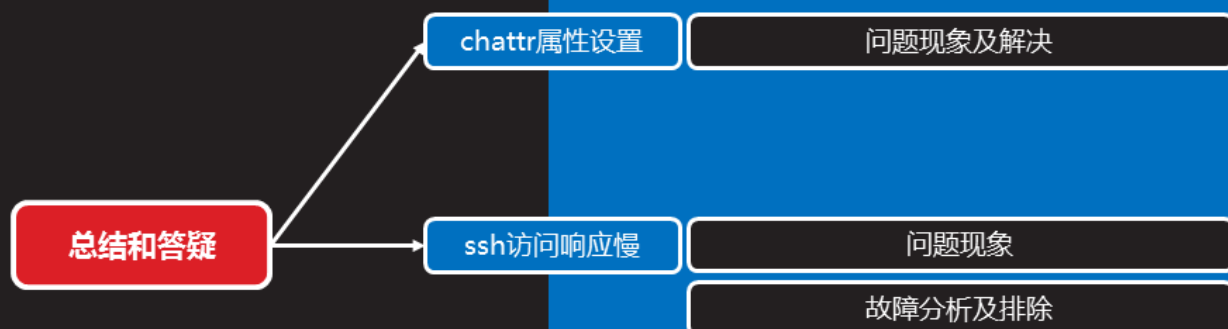 chattr属性设置
问题现象及解决
总结和答疑
ssh访问响应慢
问题现象
故障分析及排除